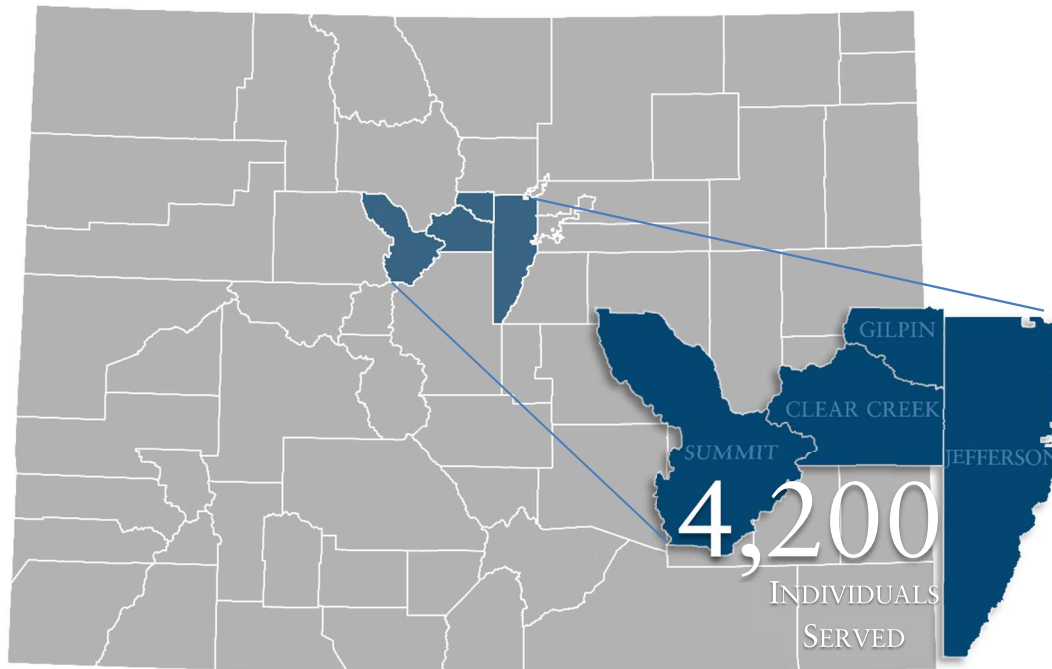 GILPIN
CLEAR CREEK
SUMMIT
JEFFERSON
4,200
INDIVIDUALS
SERVED